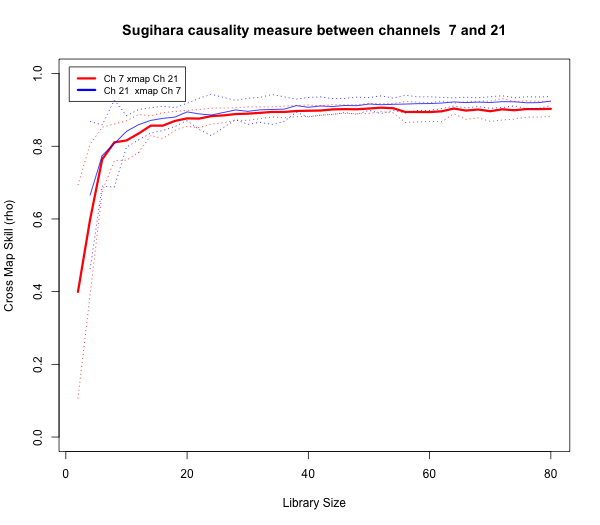 Sugihara causality measure between channels  7 and 21
Ch 7 xmap Ch 21
Ch 21  xmap Ch 7
Cross Map Skill (rho)
1.0
0.8
0.6
0.4
0.2
0.0
0 20 40 60 80
Library Size